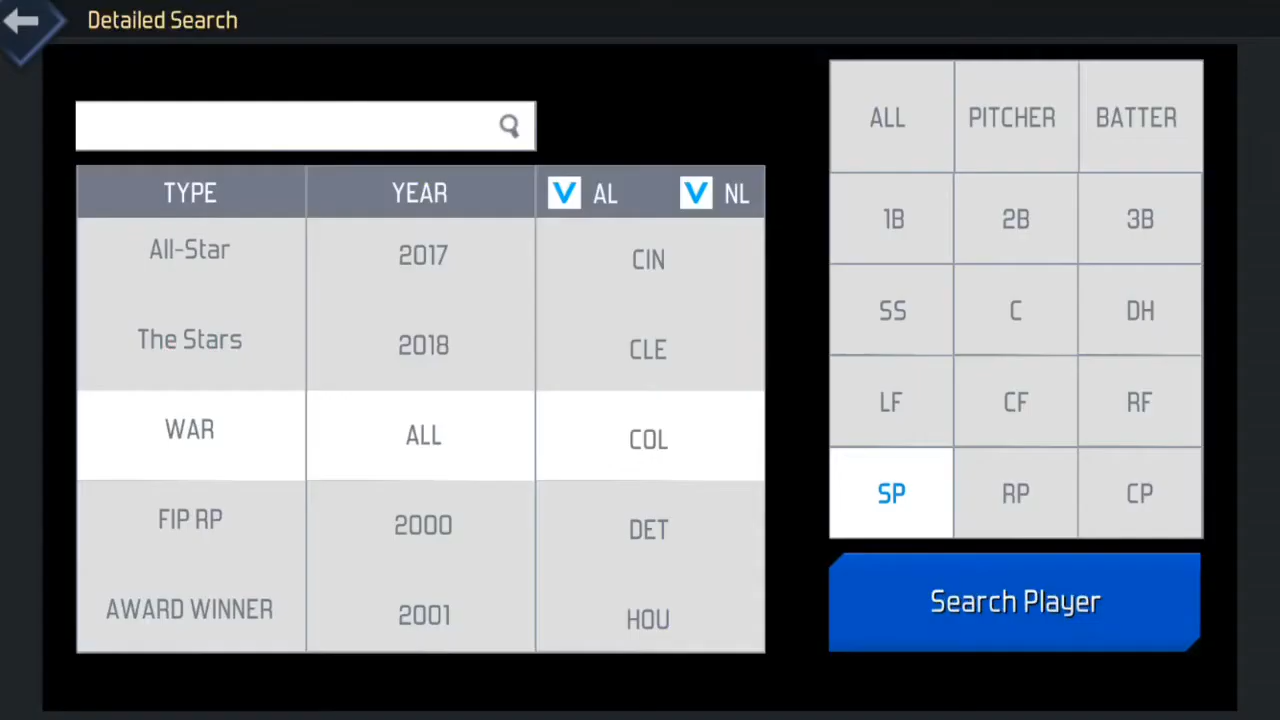 Detailed Search
TYPE YEAR V AL V NL
All-Star 2017 CIN
The Stars 2018 CLE
WAR ALL COL
FIP RP 2000 DET
AWARD WINNER 2001 HOU
ALL PITCHER BATTER
1B 2B 3B
SS C DH
LF CF RF
SP RP CP
Search Player